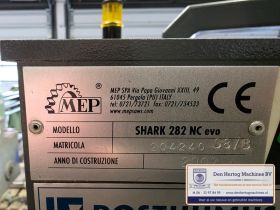 MEP
MEP SPA Via Papa Giovanni XXIII, 49
61045 Pergola (PU) ITALY
tel. 0721/73721 fax. 0721/734533
www.mepsaws.com
CE
MODELLO SHARK 282 NC evo
MATRICOLA
ANNO DI COSTRUZIONE
Den Hertog Machines BV